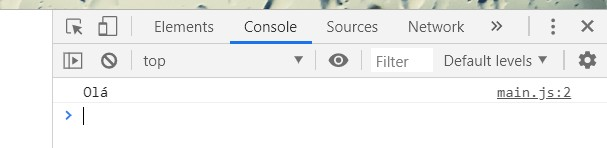 Elements Console Sources Network »
top Filter Default levels
Olá main.js:2